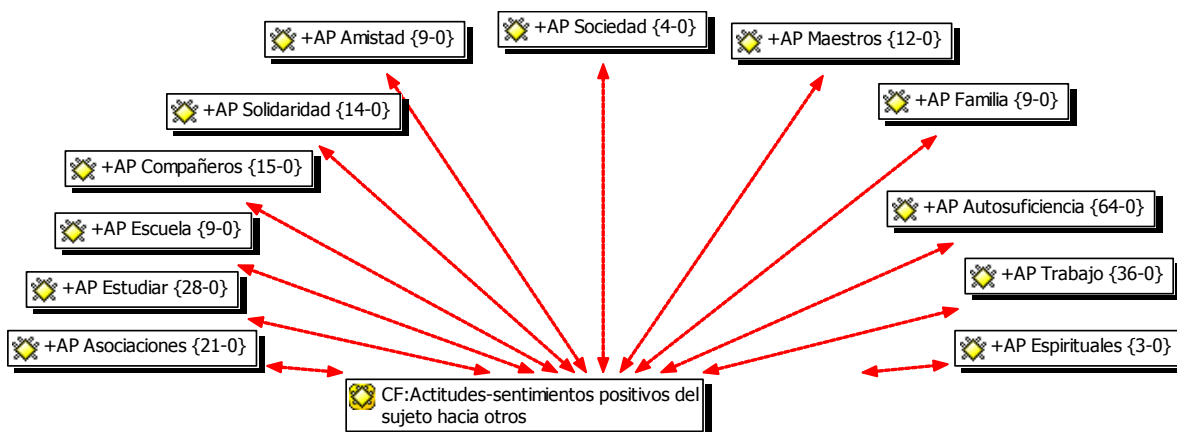 +AP Amistad {9-0}
+AP Sociedad {4-0}
+AP Maestros {12-0}
+AP Solidaridad {14-0}
+AP Familia {9-0}
+AP Compañeros {15-0}
+AP Escuela {9-0}
+AP Autosuficiencia {64-0}
+AP Estudiar {28-0}
+AP Trabajo {36-0}
+AP Asociaciones {21-0}
+AP Espirituales {3-0}
CF:Actitudes-sentimientos positivos del
sujeto hacia otros